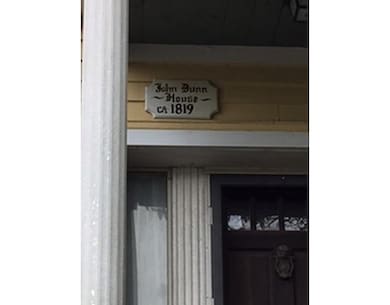 John Dunn
~ House ~
CA 1819